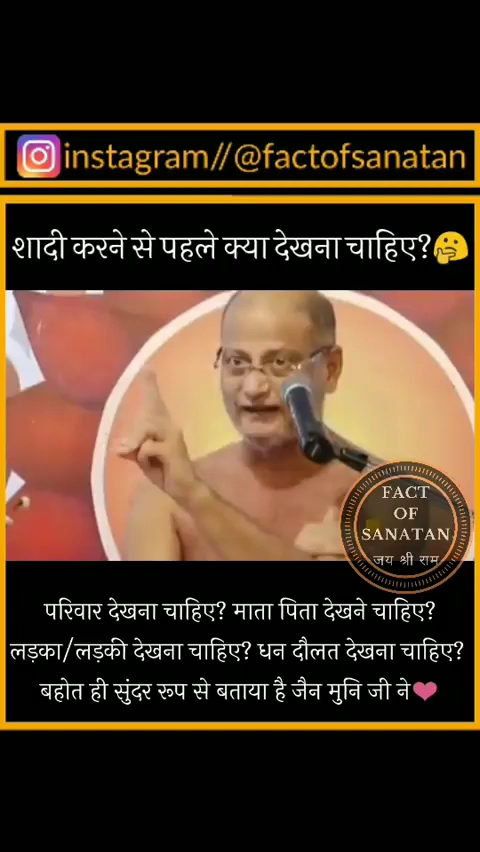 instagram//@factofsanatan
शादी करने से पहले क्या देखना चाहिए?🤔
FACT
OF
SANATAN
जय श्री राम
परिवार देखना चाहिए? माता पिता देखने चाहिए?
लड़का/लड़की देखना चाहिए? धन दौलत देखना चाहिए?
बहोत ही सुंदर रूप से बताया है जैन मुनि जी ने❤